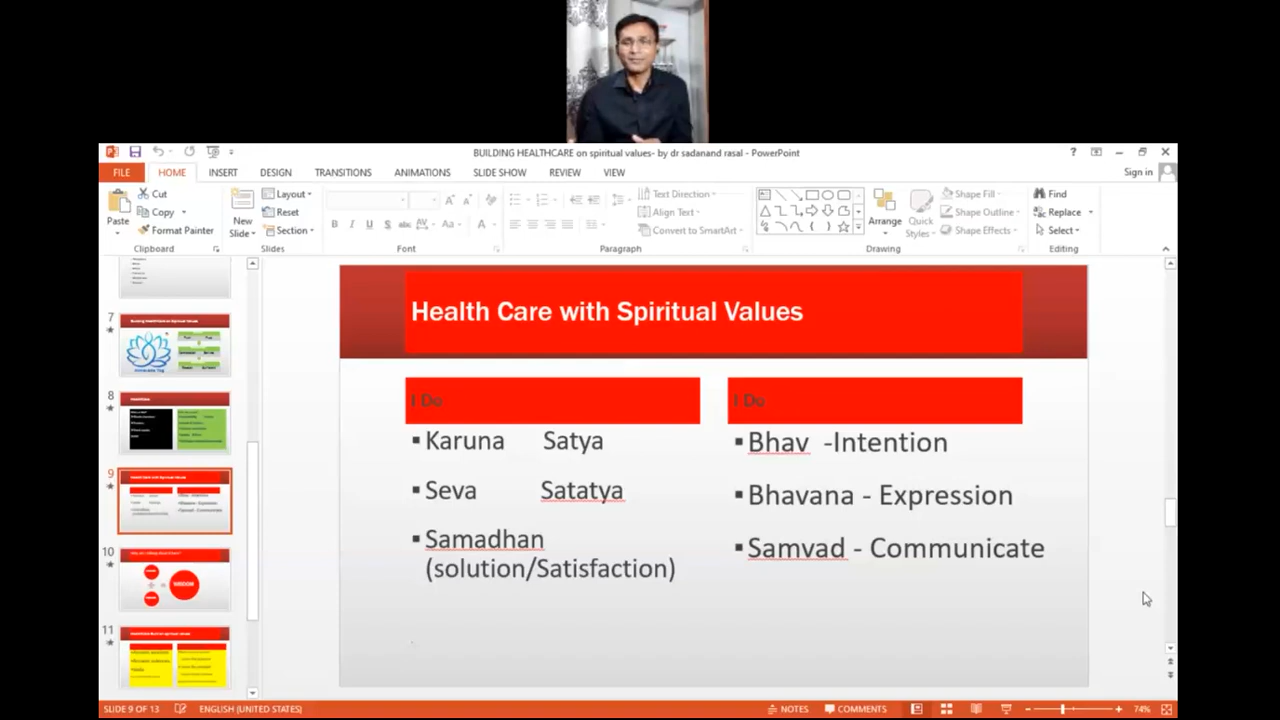 BUILDING HEALTHCARE on spiritual values- by dr sadanand rasal - PowerPoint
FILE HOME INSERT DESIGN TRANSITIONS ANIMATIONS SLIDE SHOW REVIEW VIEW Sign in
Paste
Cut
Copy
Format Painter
Clipboard
New Slide
Layout
Reset
Section
Slides
Font
Text Direction
Align Text
Convert to SmartArt
Paragraph
Arrange
Quick Styles
Shape Fill
Shape Outline
Shape Effects
Drawing
Find
Replace
Select
Editing
7
8
9
10
11
WISDOM
Health Care with Spiritual Values
I Do
Karuna Satya
Seva Satatya
Samadhan
(solution/Satisfaction)
I Do
Bhav -Intention
Bhavana - Expression
Samvad - Communicate
SLIDE 9 OF 13 ENGLISH (UNITED STATES) NOTES COMMENTS 74%